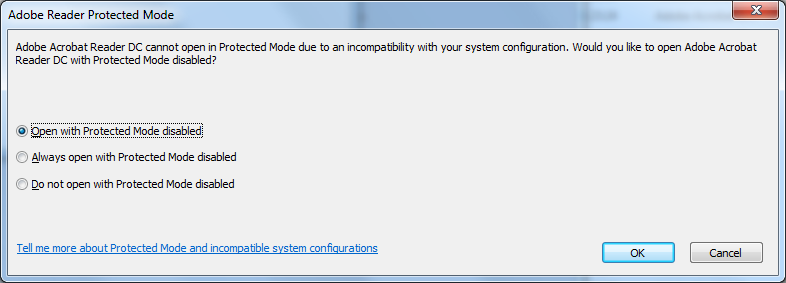 Adobe Reader Protected Mode
Adobe Acrobat Reader DC cannot open in Protected Mode due to an incompatibility with your system configuration. Would you like to open Adobe Acrobat
Reader DC with Protected Mode disabled?
Open with Protected Mode disabled
Always open with Protected Mode disabled
Do not open with Protected Mode disabled
Tell me more about Protected Mode and incompatible system configurations
OK
Cancel